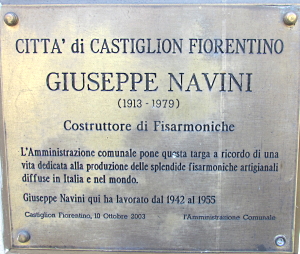 CITTA' di CASTIGLION FIORENTINO
GIUSEPPE NAVINI
(1913 - 1979)
Costruttore di Fisarmoniche
L'Amministrazione comunale pone questa targa a ricordo di una
vita dedicata alla produzione delle splendide fisarmoniche artigianali
diffuse in Italia e nel mondo.
Giuseppe Navini qui ha lavorato dal 1942 al 1955
Castiglion Fiorentino, 10 Ottobre 2003 l'Amministrazione Comunale